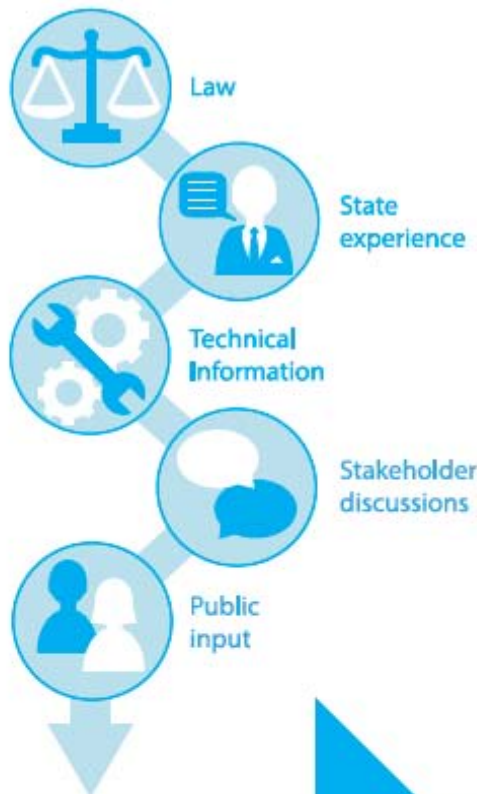 Law
State
experience
Technical
Information
Stakeholder
discussions
Public
input